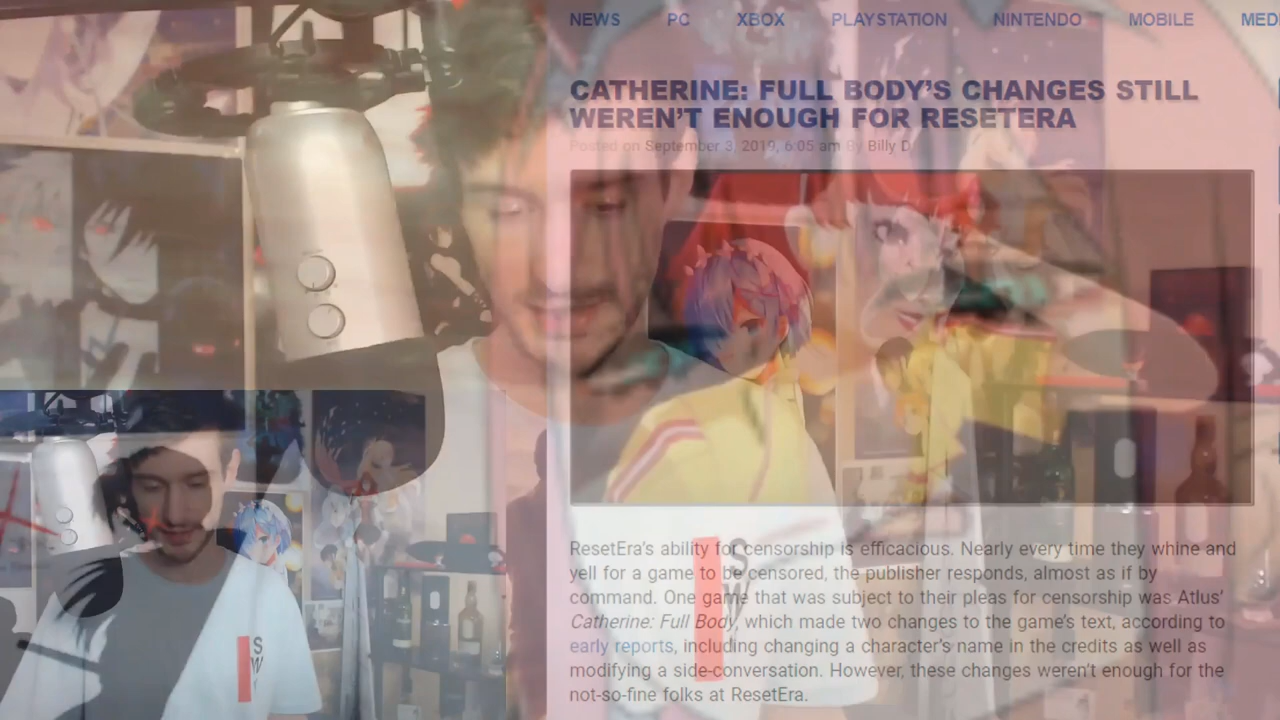 NEWS PC XBOX PLAYSTATION NINTENDO MOBILE MEDI
CATHERINE: FULL BODY'S CHANGES STILL
WEREN'T ENOUGH FOR RESETERA
Posted on September 3, 2019, 6:05 am By Billy D
ResetEra's ability for censorship is efficacious. Nearly every time they whine and
yell for a game to be censored, the publisher responds, almost as if by
command. One game that was subject to their pleas for censorship was Atlus'
Catherine: Full Body, which made two changes to the game's text, according to
early reports, including changing a character's name in the credits as well as
modifying a side-conversation. However, these changes weren't enough for the
not-so-fine folks at ResetEra.